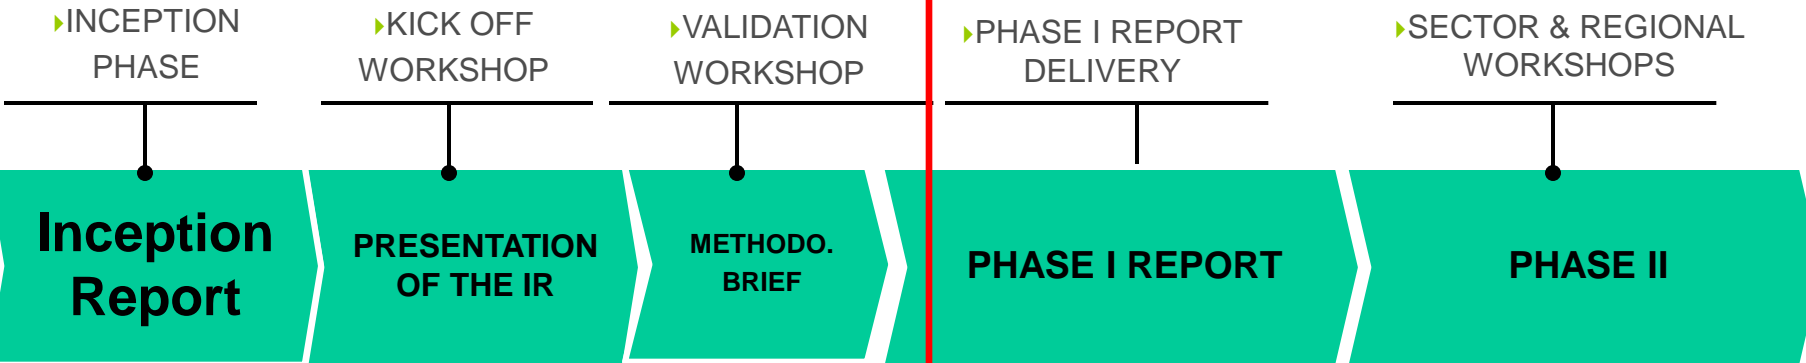 INCEPTION
PHASE
KICK OFF
WORKSHOP
VALIDATION
WORKSHOP
PHASE I REPORT
DELIVERY
SECTOR & REGIONAL
WORKSHOPS
Inception
Report
PRESENTATION
OF THE IR
METHODO.
BRIEF
PHASE I REPORT
PHASE II